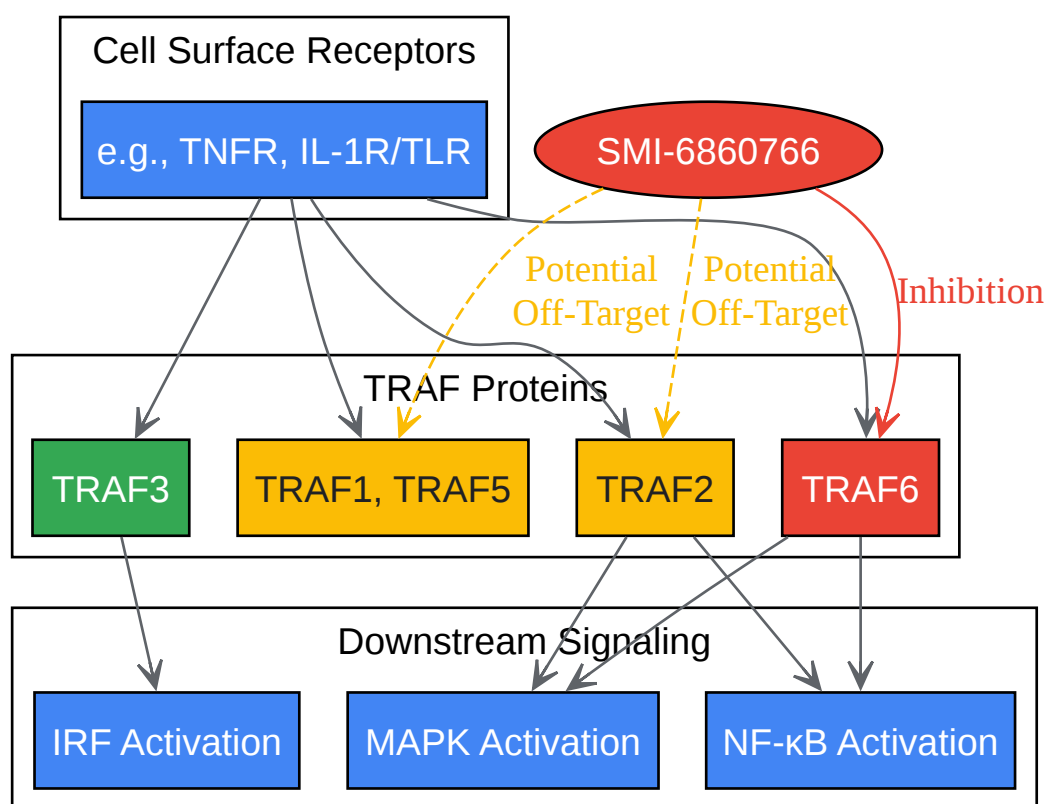 Cell Surface Receptors
e.g., TNFR, IL-1R/TLR
SMI-6860766
Potential
Off-Target
Potential
Off-Target
Inhibition
TRAF Proteins
TRAF3
TRAF1, TRAF5
TRAF2
TRAF6
Downstream Signaling
IRF Activation
MAPK Activation
NF-κB Activation